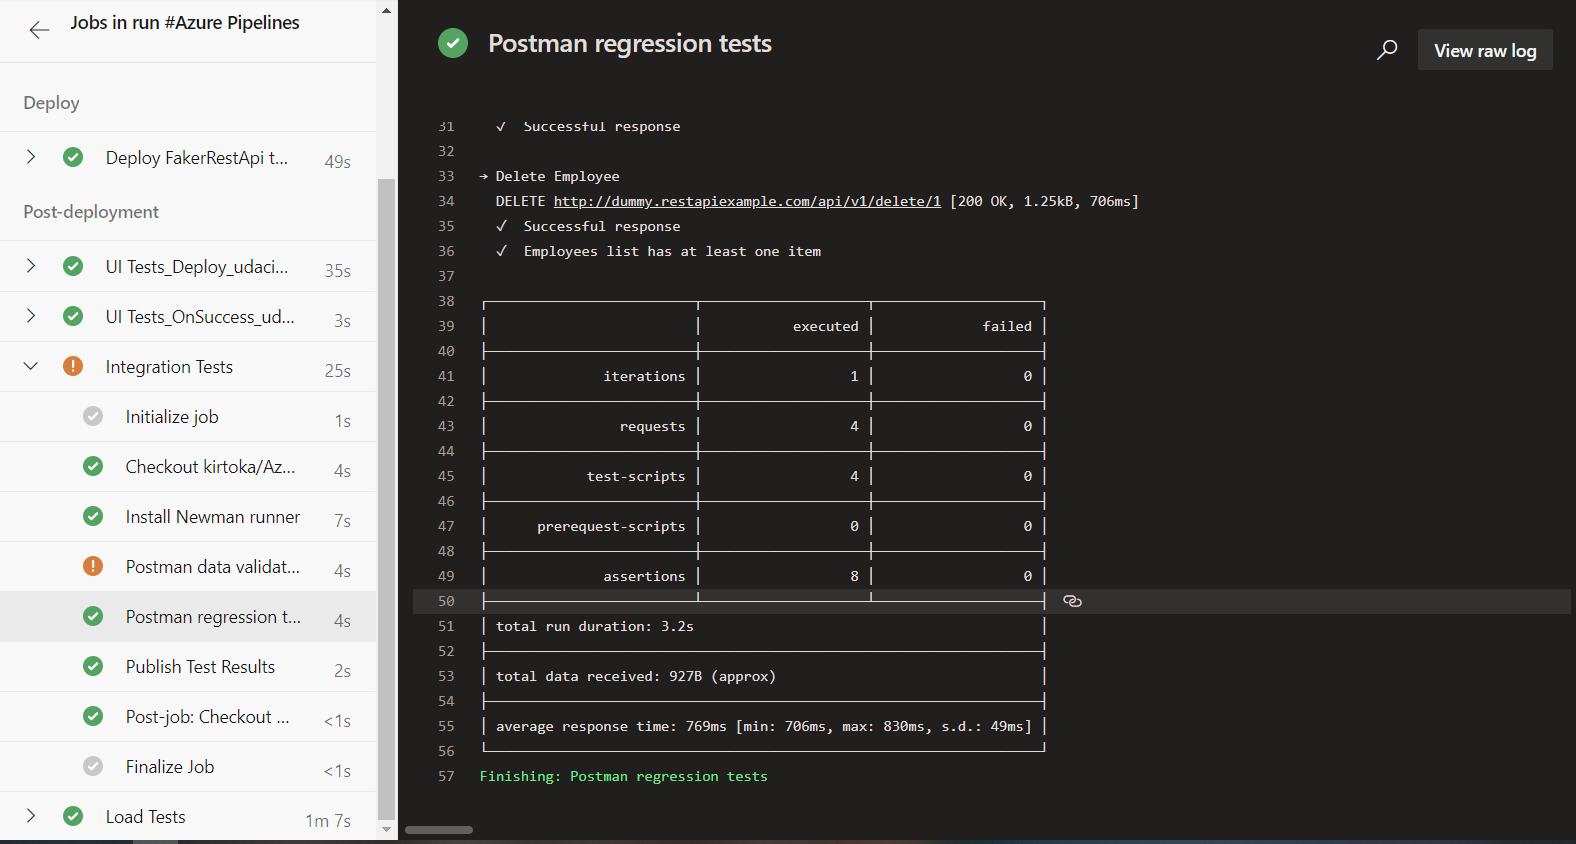 Jobs in run #Azure Pipelines
Deploy
Deploy FakerRestApi t... 49s
Post-deployment
UI Tests_Deploy_udaci... 35s
UI Tests_OnSuccess_ud... 3s
Integration Tests 25s
Initialize job 1s
Checkout kirtoka/Az... 4s
Install Newman runner 7s
Postman data validat... 4s
Postman regression t... 4s
Publish Test Results 2s
Post-job: Checkout ... <1s
Finalize Job <1s
Load Tests 1m 7s
Postman regression tests
View raw log
31 ✓ Successful response
32
33 → Delete Employee
34 DELETE http://dummy.restapiexample.com/api/v1/delete/1 [200 OK, 1.25kB, 706ms]
35 ✓ Successful response
36 ✓ Employees list has at least one item
37
38
39 executed failed
40
41 iterations 1 0
42
43 requests 4 0
44
45 test-scripts 4 0
46
47 prerequest-scripts 0 0
48
49 assertions 8 0
50
51 total run duration: 3.2s
52
53 total data received: 927B (approx)
54
55 average response time: 769ms [min: 706ms, max: 830ms, s.d.: 49ms]
56
57 Finishing: Postman regression tests